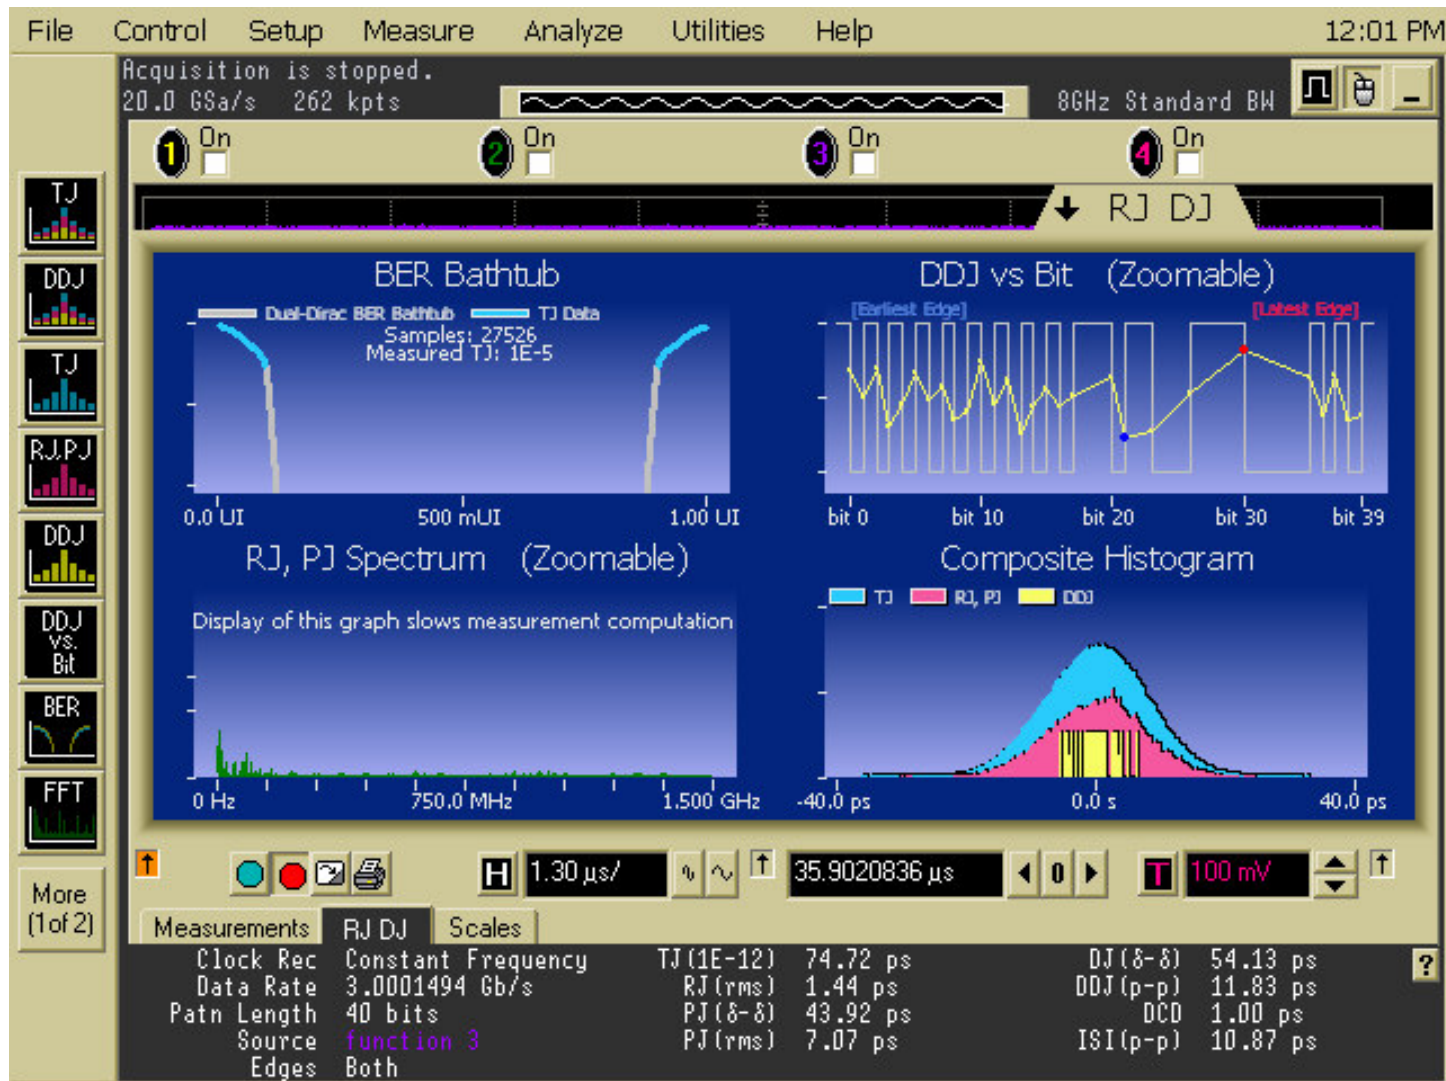 File Control Setup Measure Analyze Utilities Help 12:01 PM
Acquisition is stopped.
20.0 GSa/s 262 kpts 8GHz Standard BW
1 On 2 On 3 On 4 On
RJ DJ
TJ
DDJ
TJ
RJ,PJ
DDJ
DDJ
vs.
Bit
BER
FFT
More
(1of 2)
BER Bathtub
Dual-Dirac BER Bathtub TJ Data
Samples: 27526
Measured TJ: 1E-5
0.0 UI 500 mUI 1.00 UI
DDJ vs Bit (Zoomable)
[Earliest Edge] [Latest Edge]
bit 0 bit 10 bit 20 bit 30 bit 39
RJ, PJ Spectrum (Zoomable)
Display of this graph slows measurement computation
0 Hz 750.0 MHz 1.500 GHz
Composite Histogram
TJ RJ, PJ DDJ
-40.0 ps 0.0 s 40.0 ps
H 1.30 µs/ 35.9020836 µs 0 T 100 mV
Measurements RJ DJ Scales
Clock Rec Constant Frequency TJ(1E-12) 74.72 ps DJ(δ-δ) 54.13 ps ?
Data Rate 3.0001494 Gb/s RJ(rms) 1.44 ps DDJ(p-p) 11.83 ps
Patn Length 40 bits PJ(δ-δ) 43.92 ps DCD 1.00 ps
Source function 3 PJ(rms) 7.07 ps ISI(p-p) 10.87 ps
Edges Both